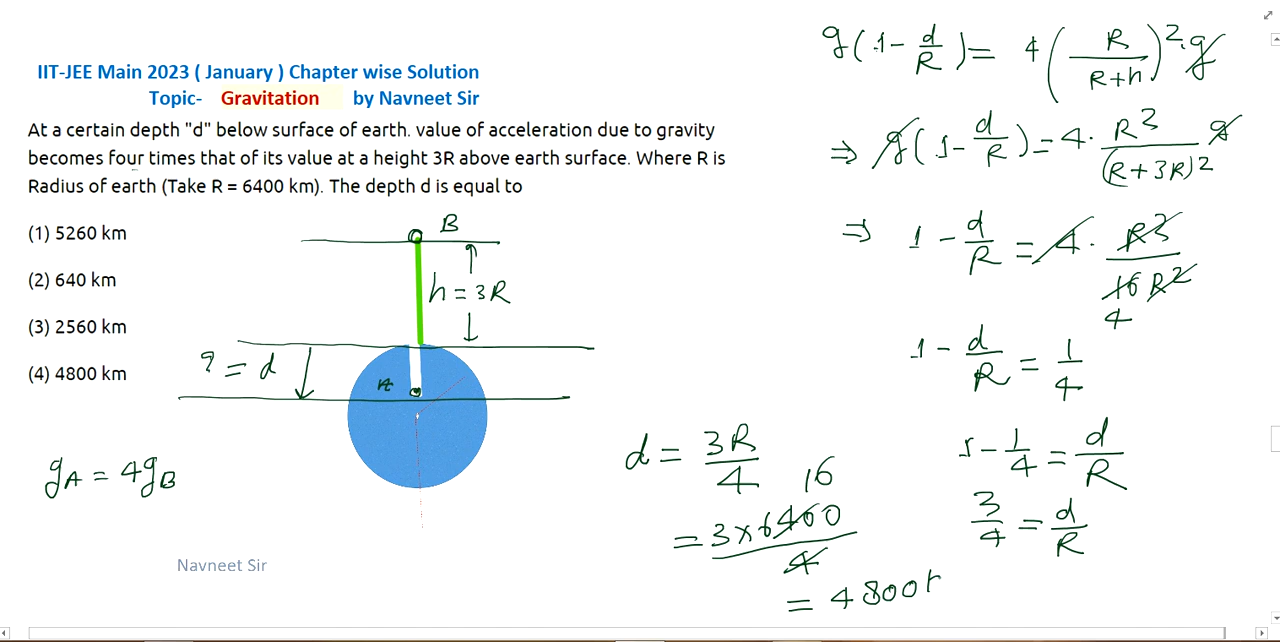 IIT-JEE Main 2023 ( January ) Chapter wise Solution
Topic- Gravitation by Navneet Sir
At a certain depth "d" below surface of earth. value of acceleration due to gravity
becomes four times that of its value at a height 3R above earth surface. Where R is
Radius of earth (Take R = 6400 km). The depth d is equal to
(1) 5260 km
(2) 640 km
(3) 2560 km
(4) 4800 km
B
h = 3R
? = d
A
gA = 4gB
Navneet Sir
g(1 - d/R) = 4(R/(R+h))².g
⇒ g(1 - d/R) = 4. R²/(R+3R)² g
⇒ 1 - d/R = 4. R²/16R²
4
1 - d/R = 1/4
1 - 1/4 = d/R
3/4 = d/R
d = 3R/4
16
= 3×6400/4
= 4800k